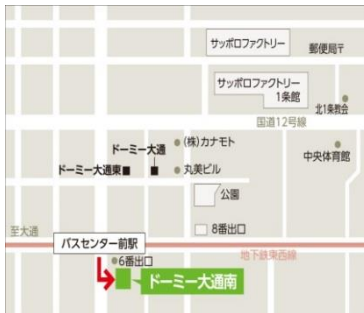 サッポロファクトリー
郵便局〒
サッポロファクトリー
1条館
北1条教会
国道12号線
(株)カナモト
ドーミー大通
中央体育館
ドーミー大通東
丸美ビル
公園
至大通
8番出口
バスセンター前駅
地下鉄東西線
6番出口
ドーミー大通南